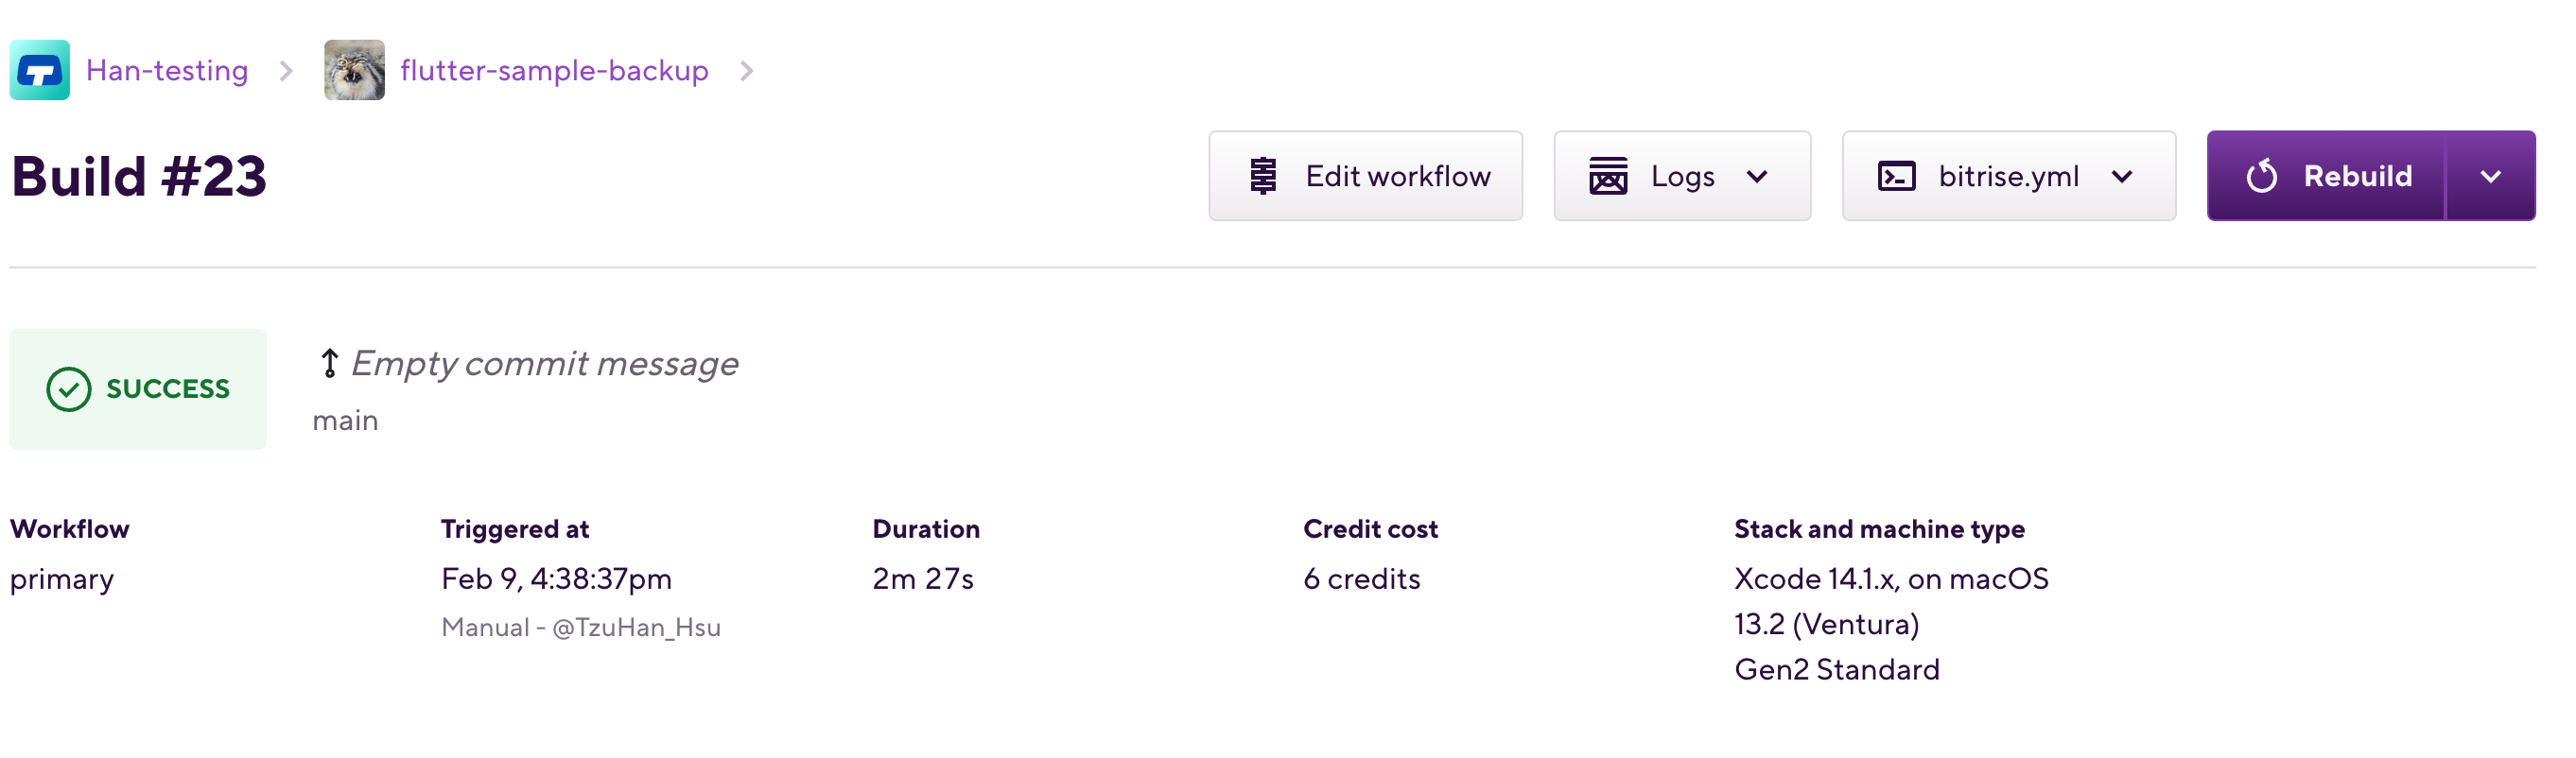 Han-testing
flutter-sample-backup
Build #23
Edit workflow
Logs
bitrise.yml
Rebuild
SUCCESS
Empty commit message
main
Workflow
primary
Triggered at
Feb 9, 4:38:37pm
Manual - @TzuHan_Hsu
Duration
2m 27s
Credit cost
6 credits
Stack and machine type
Xcode 14.1.x, on macOS
13.2 (Ventura)
Gen2 Standard